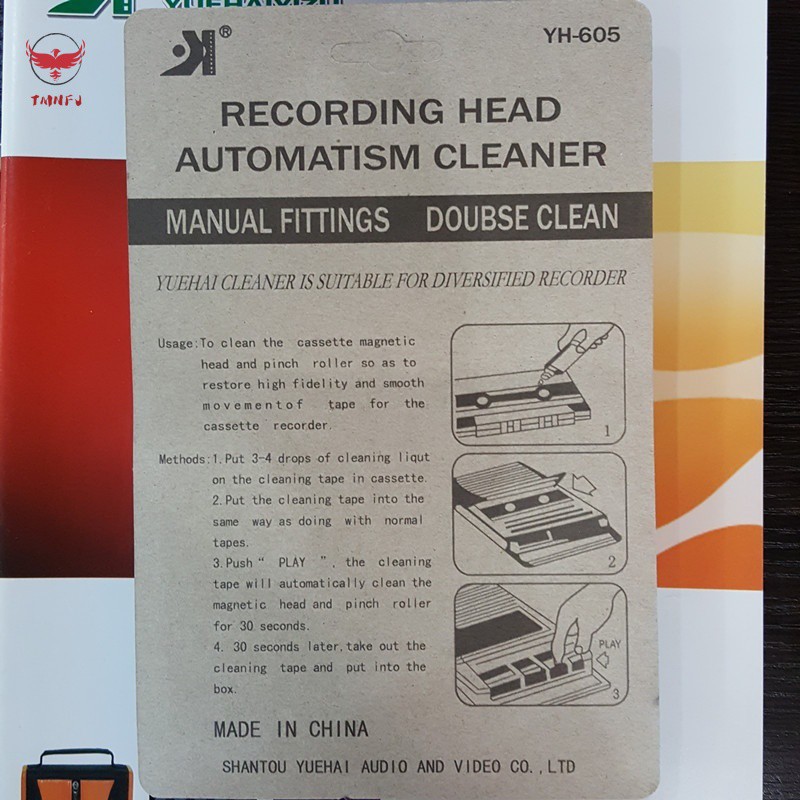 YUEHAI
TMNFJ
®
YH-605
RECORDING HEAD
AUTOMATISM CLEANER
MANUAL FITTINGS DOUBSE CLEAN
YUEHAI CLEANER IS SUITABLE FOR DIVERSIFIED RECORDER
Usage:To clean the cassette magnetic
head and pinch roller so as to
restore high fidelity and smooth
movementof tape for the
cassette recorder.
Methods:1.Put 3-4 drops of cleaning liqut
on the cleaning tape in cassette.
2.Put the cleaning tape into the
same way as doing with normal
tapes.
3.Push“ PLAY ”, the cleaning
tape will automatically clean the
magnetic head and pinch roller
for 30 seconds.
4. 30 seconds later,take out the
cleaning tape and put into the
box.
1
2
PLAY
3
MADE IN CHINA
SHANTOU YUEHAI AUDIO AND VIDEO CO.,LTD